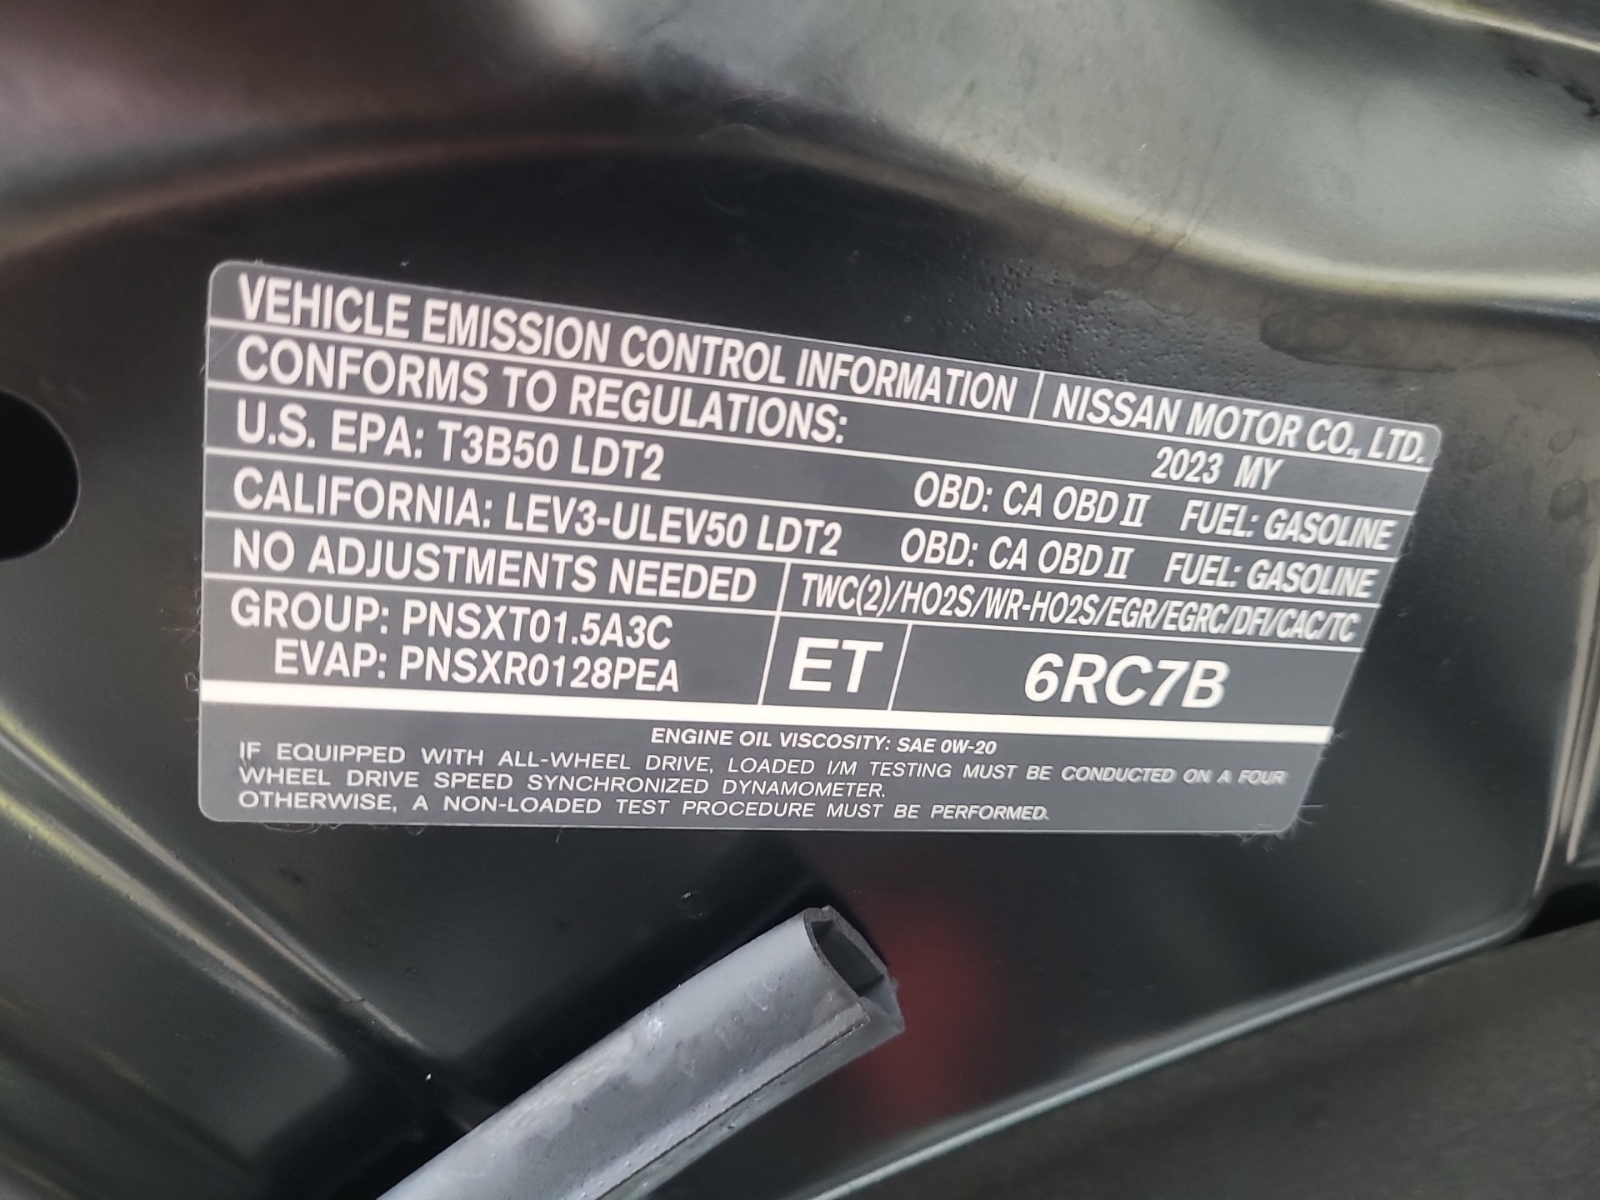 VEHICLE EMISSION CONTROL INFORMATION NISSAN MOTOR CO., LTD.
CONFORMS TO REGULATIONS: 2023 MY
U.S. EPA: T3B50 LDT2 OBD: CA OBD II FUEL: GASOLINE
CALIFORNIA: LEV3-ULEV50 LDT2 OBD: CA OBD II FUEL: GASOLINE
NO ADJUSTMENTS NEEDED TWC(2)/HO2S/WR-HO2S/EGR/EGRC/DFI/CAC/TC
GROUP: PNSXT01.5A3C
EVAP: PNSXR0128PEA
ET 6RC7B
ENGINE OIL VISCOSITY: SAE 0W-20
IF EQUIPPED WITH ALL-WHEEL DRIVE, LOADED I/M TESTING MUST BE CONDUCTED ON A FOUR
WHEEL DRIVE SPEED SYNCHRONIZED DYNAMOMETER.
OTHERWISE, A NON-LOADED TEST PROCEDURE MUST BE PERFORMED.